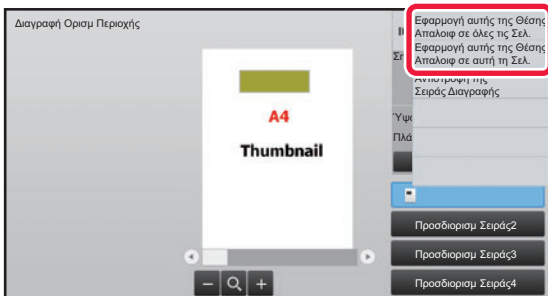 Διαγραφή Ορισμ Περιοχής
Εφαρμογή αυτής της Θέσης
Απαλοιφ σε όλες τις Σελ.
Εφαρμογή αυτής της Θέσης
Απαλοιφ σε αυτή τη Σελ.
Αντιστροφή της
Σειράς Διαγραφής
A4
Thumbnail
Προσδιορισμ Σειράς2
Προσδιορισμ Σειράς3
Προσδιορισμ Σειράς4